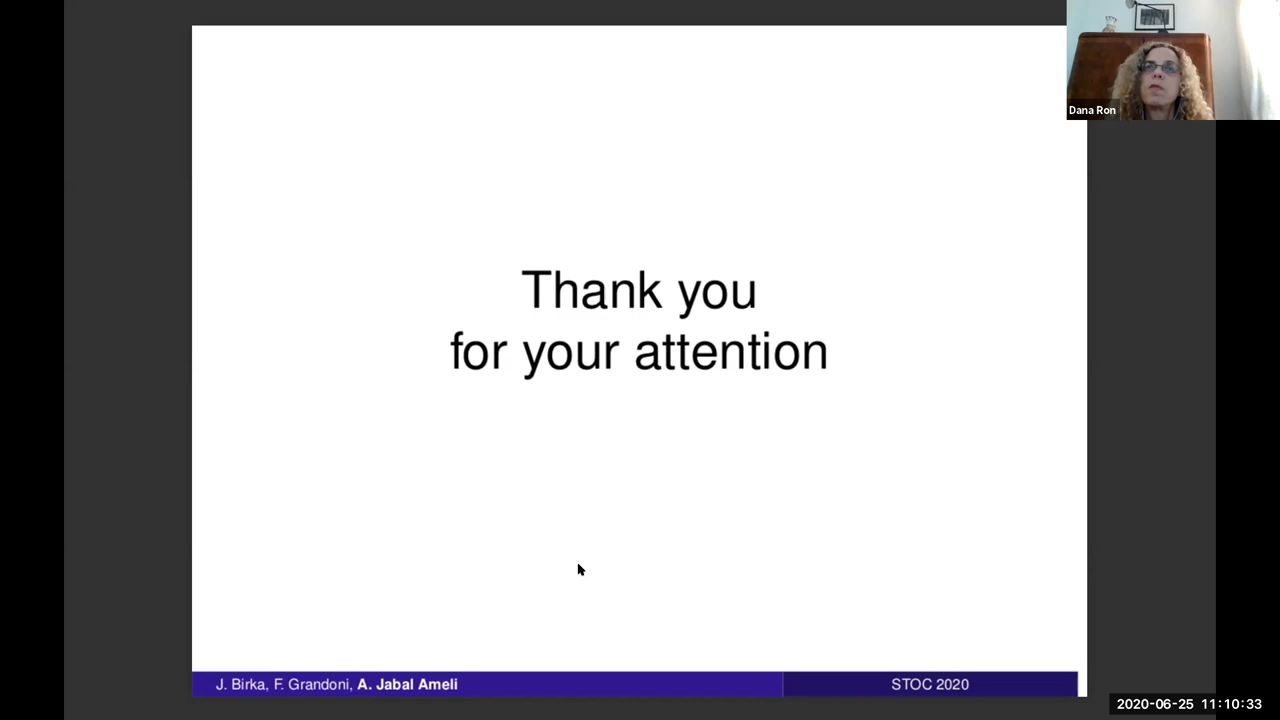 Dana Ron
Thank you
for your attention
J. Birka, F. Grandoni, A. Jabal Ameli
STOC 2020
2020-06-25 11:10:33